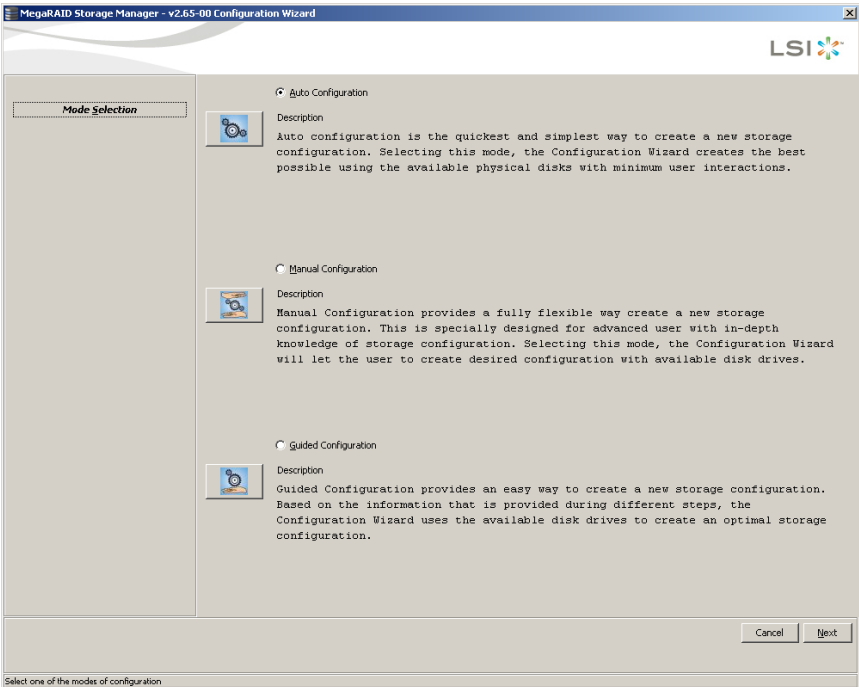 MegaRAID Storage Manager - v2.65-00 Configuration Wizard
LSI
Mode Selection
Auto Configuration
Description
Auto configuration is the quickest and simplest way to create a new storage
configuration. Selecting this mode, the Configuration Wizard creates the best
possible using the available physical disks with minimum user interactions.
Manual Configuration
Description
Manual Configuration provides a fully flexible way create a new storage
configuration. This is specially designed for advanced user with in-depth
knowledge of storage configuration. Selecting this mode, the Configuration Wizard
will let the user to create desired configuration with available disk drives.
Guided Configuration
Description
Guided Configuration provides an easy way to create a new storage configuration.
Based on the information that is provided during different steps, the
Configuration Wizard uses the available disk drives to create an optimal storage
configuration.
Cancel
Next
Select one of the modes of configuration